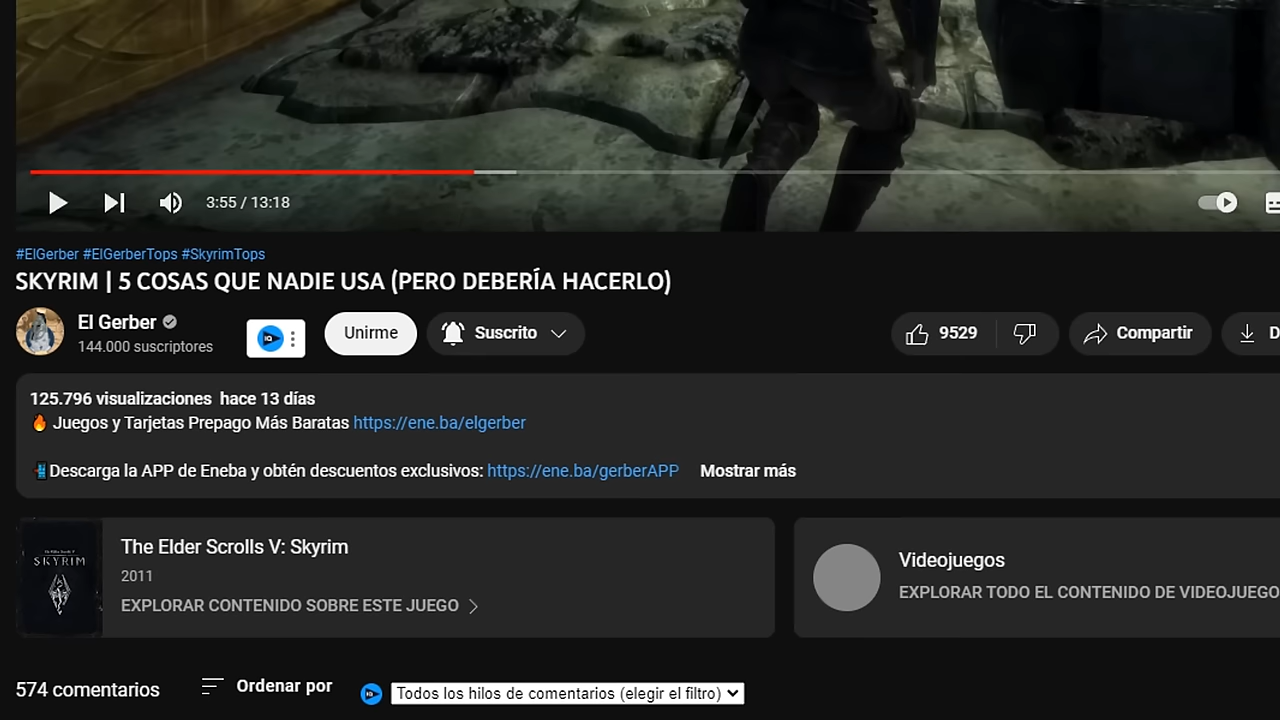 3:55 / 13:18
#ElGerber #ElGerberTops #SkyrimTops
SKYRIM | 5 COSAS QUE NADIE USA (PERO DEBERÍA HACERLO)
El Gerber
144.000 suscriptores
Unirme
Suscrito
9529
Compartir
D
125.796 visualizaciones hace 13 días
🔥 Juegos y Tarjetas Prepago Más Baratas https://ene.ba/elgerber
📲Descarga la APP de Eneba y obtén descuentos exclusivos: https://ene.ba/gerberAPP Mostrar más
SKYRIM
The Elder Scrolls V: Skyrim
2011
EXPLORAR CONTENIDO SOBRE ESTE JUEGO
Videojuegos
EXPLORAR TODO EL CONTENIDO DE VIDEOJUEGO
574 comentarios
Ordenar por
IQ
Todos los hilos de comentarios (elegir el filtro)